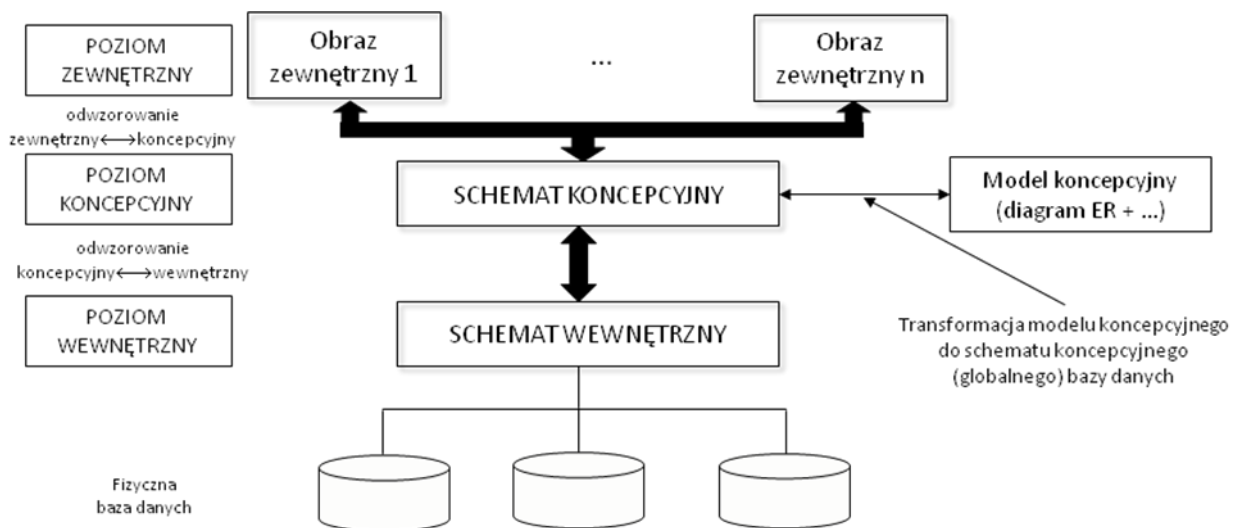 POZIOM
ZEWNĘTRZNY
Obraz
zewnętrzny 1
...
Obraz
zewnętrzny n
odwzorowanie
zewnętrzny⟷koncepcyjny
POZIOM
KONCEPCYJNY
SCHEMAT KONCEPCYJNY
Model koncepcyjny
(diagram ER + ...)
odwzorowanie
koncepcyjny⟷wewnętrzny
POZIOM
WEWNĘTRZNY
SCHEMAT WEWNĘTRZNY
Transformacja modelu koncepcyjnego
do schematu koncepcyjnego
(globalnego) bazy danych
Fizyczna
baza danych